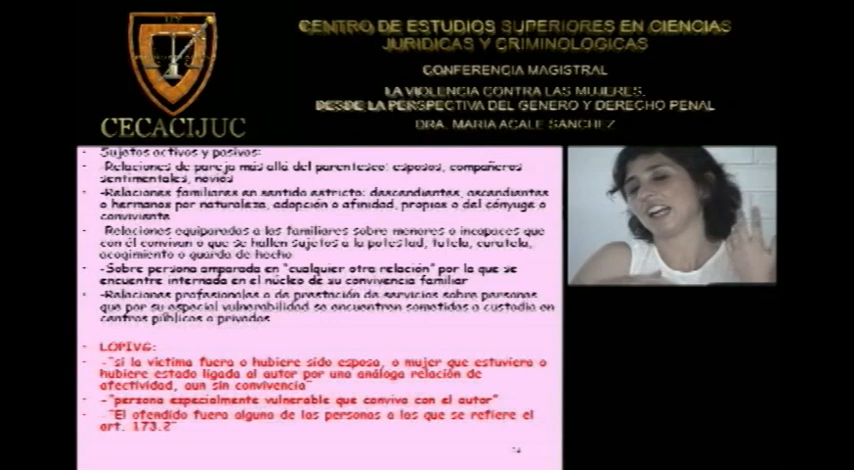 CENTRO DE ESTUDIOS SUPERIORES EN CIENCIAS
JURIDICAS Y CRIMINOLOGICAS
CONFERENCIA MAGISTRAL
LA VIOLENCIA CONTRA LAS MUJERES.
DESDE LA PERSPECTIVA DEL GENERO Y DERECHO PENAL
DRA. MARIA ACALE SANCHEZ
CECACIJUC
- Sujetos activos y pasivos:
- -Relaciones de pareja más allá del parentesco: esposos, compañeros
sentimentales, novios
- -Relaciones familiares en sentido estricto: descendientes, ascendientes
o hermanos por naturaleza, adopción o afinidad, propios o del cónyuge o
conviviente
- Relaciones equiparadas a las familiares sobre menores o incapaces que
con él convivan o que se hallen sujetos a la potestad, tutela, curatela,
acogimiento o guarda de hecho
- -Sobre persona amparada en "cualquier otra relación" por la que se
encuentre internada en el núcleo de su convivencia familiar
- -Relaciones profesionales o de prestación de servicios sobre personas
que por su especial vulnerabilidad se encuentran sometidas a custodia en
centros públicos o privados
- LOPIVG:
- -"si la víctima fuera o hubiere sido esposa, o mujer que estuviera o
hubiere estado ligada al autor por una análoga relación de
afectividad, aun sin convivencia"
- -"persona especialmente vulnerable que conviva con el autor"
- -"El ofendido fuera alguna de las personas a las que se refiere el
art. 173.2"